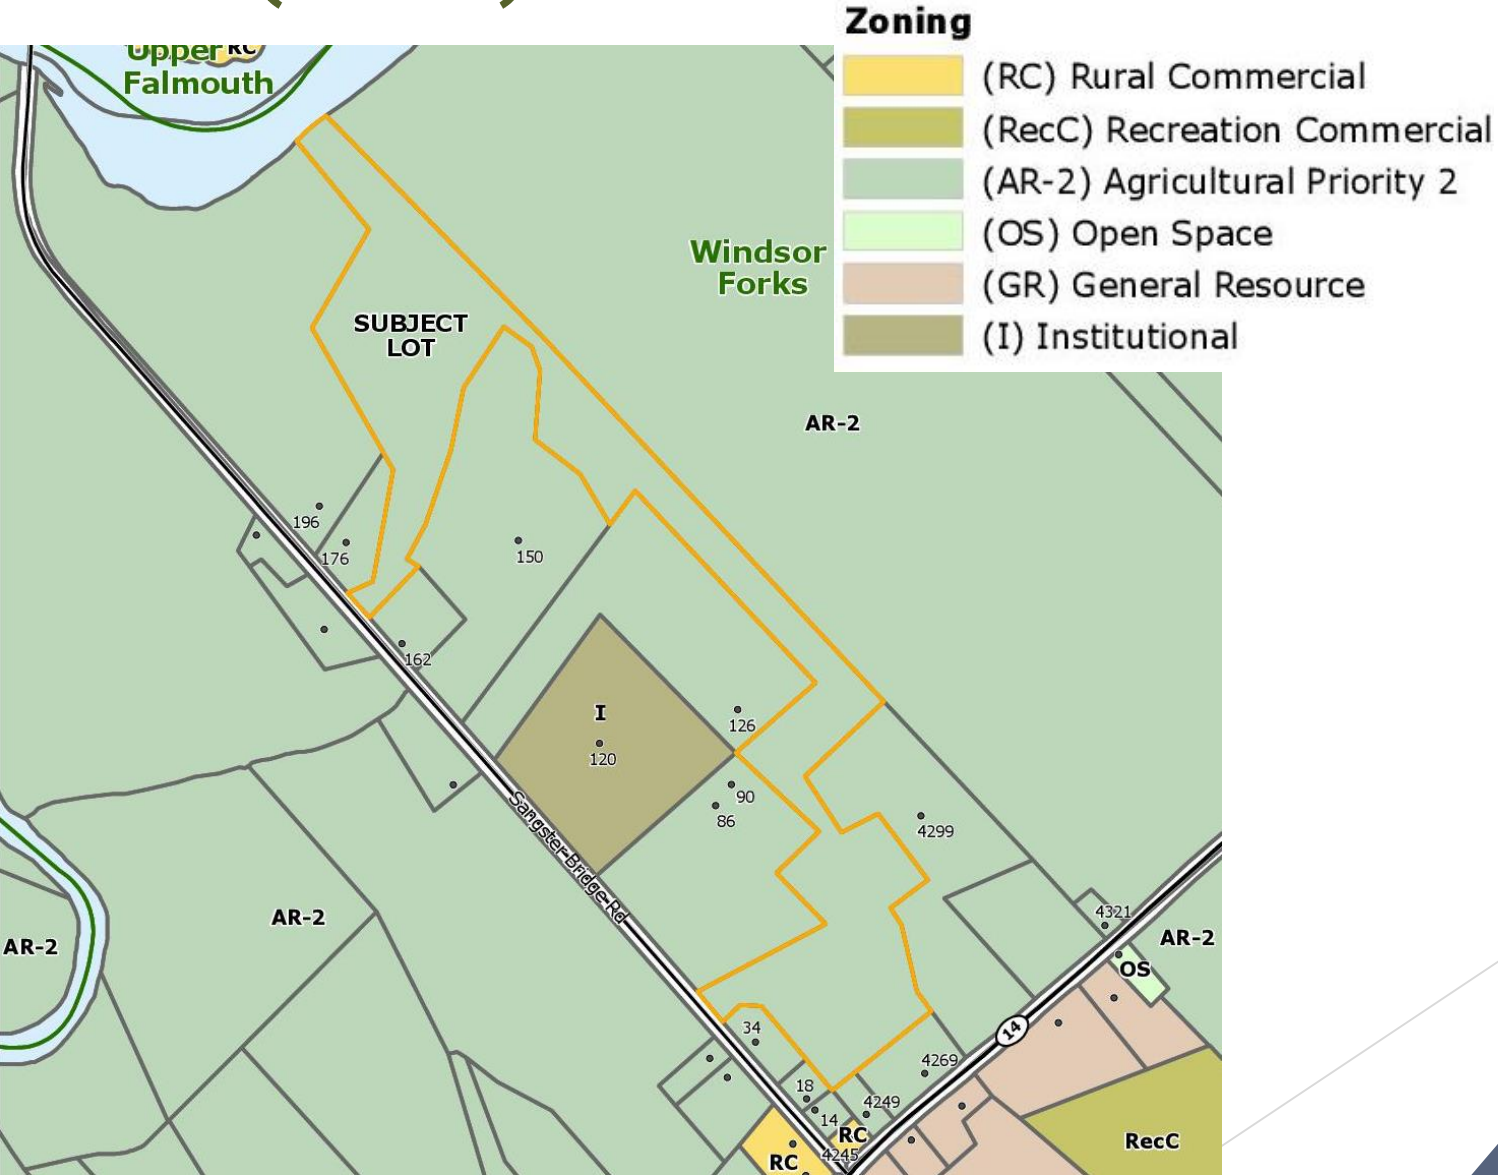 Zoning
(RC) Rural Commercial
(RecC) Recreation Commercial
(AR-2) Agricultural Priority 2
(OS) Open Space
(GR) General Resource
(I) Institutional
Upper
RC
Falmouth
Windsor
Forks
SUBJECT
LOT
AR-2
196
176
150
162
I
120
126
90
86
Sangster-Bridge-Rd
4299
AR-2
AR-2
4321
AR-2
OS
14
34
4269
18
4249
14
RC
4245
RC
RecC